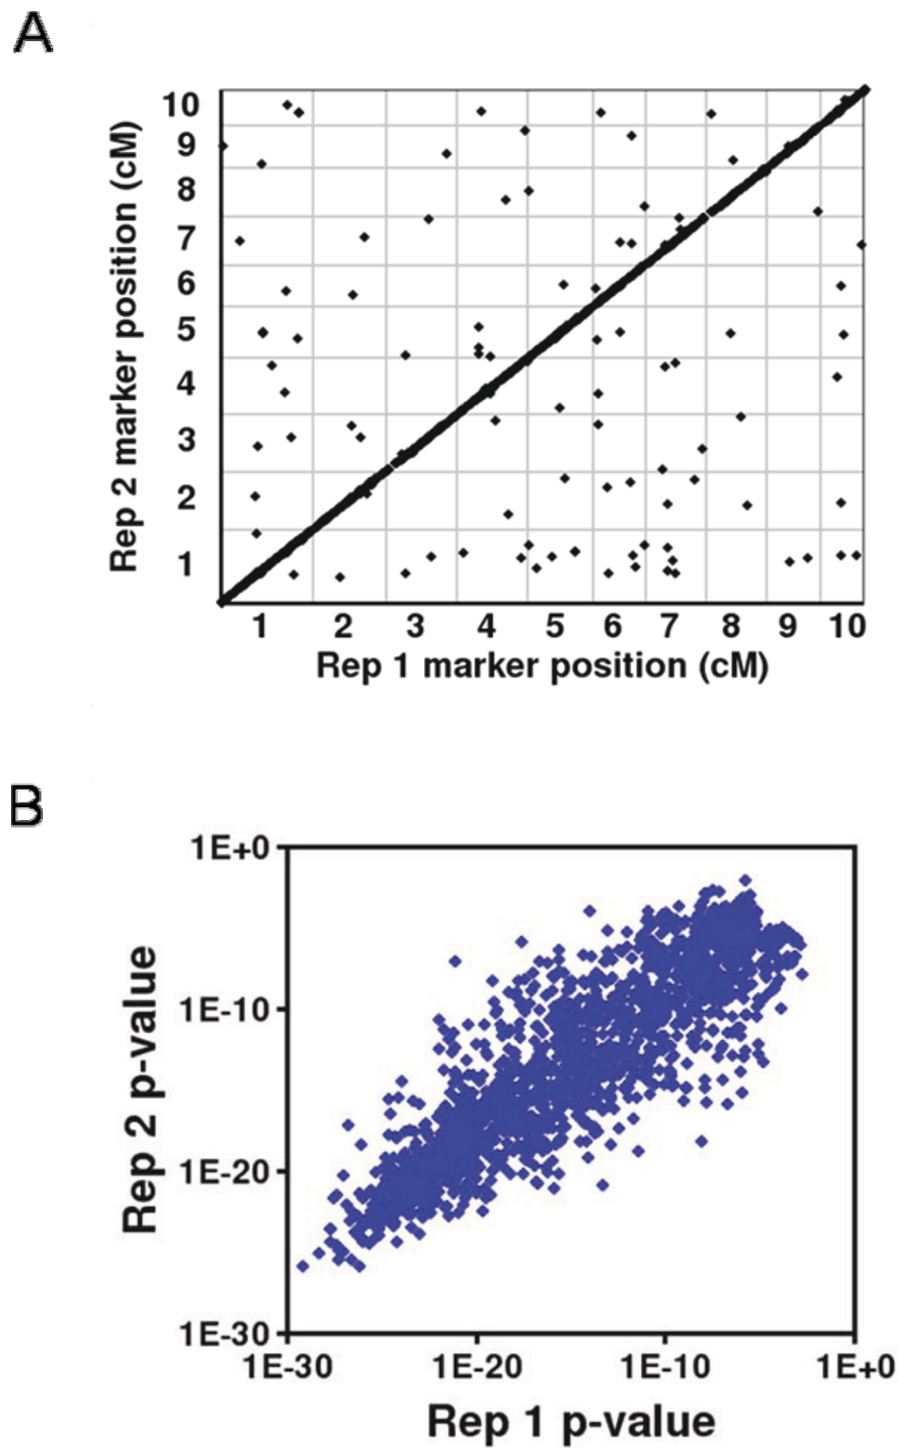 A
10
9
8
7
6
5
4
3
2
1
Rep 2 marker position (cM)
1 2 3 4 5 6 7 8 9 10
Rep 1 marker position (cM)
B
1E+0
1E-10
1E-20
1E-30
Rep 2 p-value
1E-30 1E-20 1E-10 1E+0
Rep 1 p-value